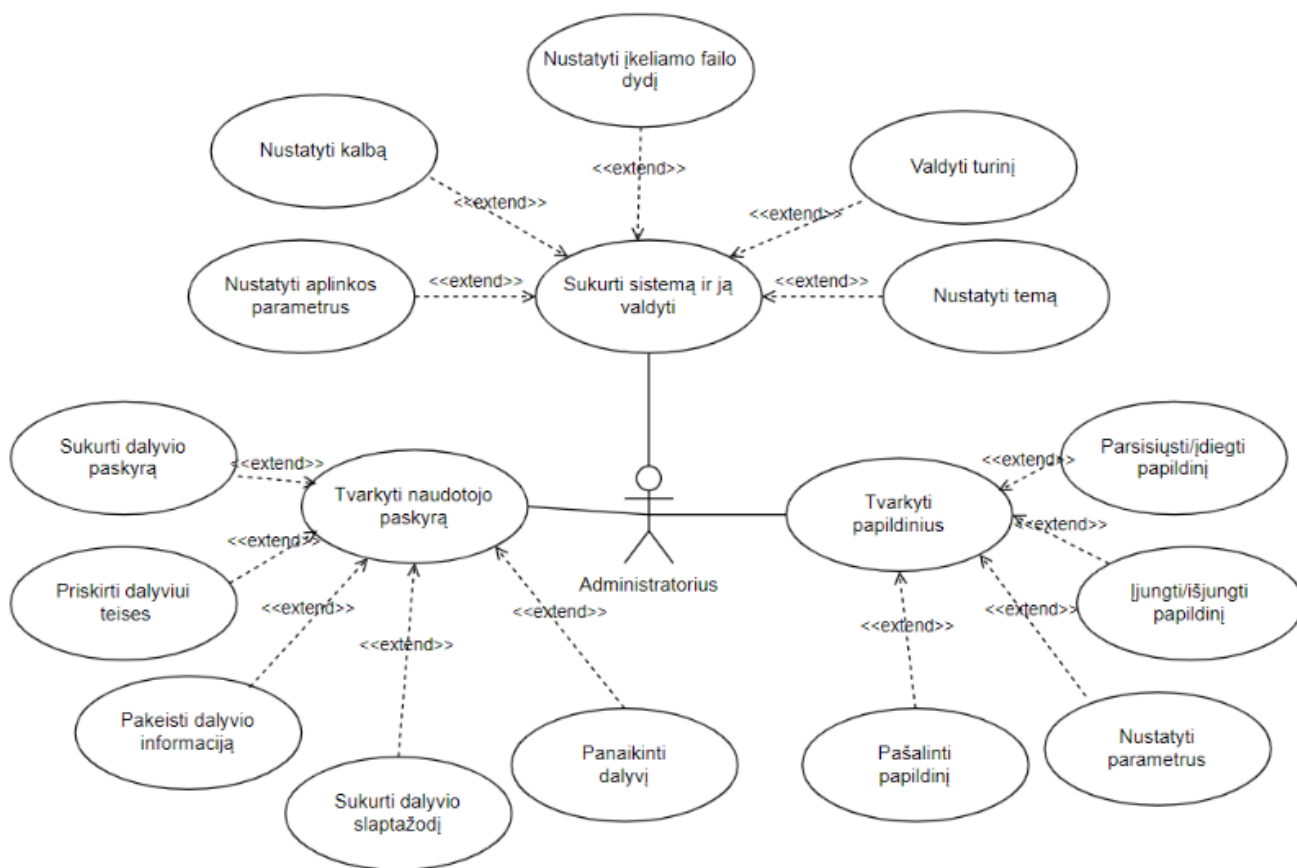 Nustatyti įkeliamo failo
dydį
Nustatyti kalbą
<<extend>>
Valdyti turinį
<<extend>>
<<extend>>
Nustatyti aplinkos
parametrus
<<extend>>
Sukurti sistemą ir ją
valdyti
<<extend>>
Nustatyti temą
Sukurti dalyvio
paskyrą
<<extend>>
Tvarkyti naudotojo
paskyrą
Tvarkyti
papildinius
<<extend>>
Parsisiųsti/įdiegti
papildinį
<<extend>>
<<extend>>
Administratorius
Priskirti dalyviui
teises
<<extend>>
<<extend>>
<<extend>>
<<extend>>
<<extend>>
Įjungti/išjungti
papildinį
Pakeisti dalyvio
informaciją
Sukurti dalyvio
slaptažodį
Panaikinti
dalyvį
Pašalinti
papildinį
Nustatyti
parametrus